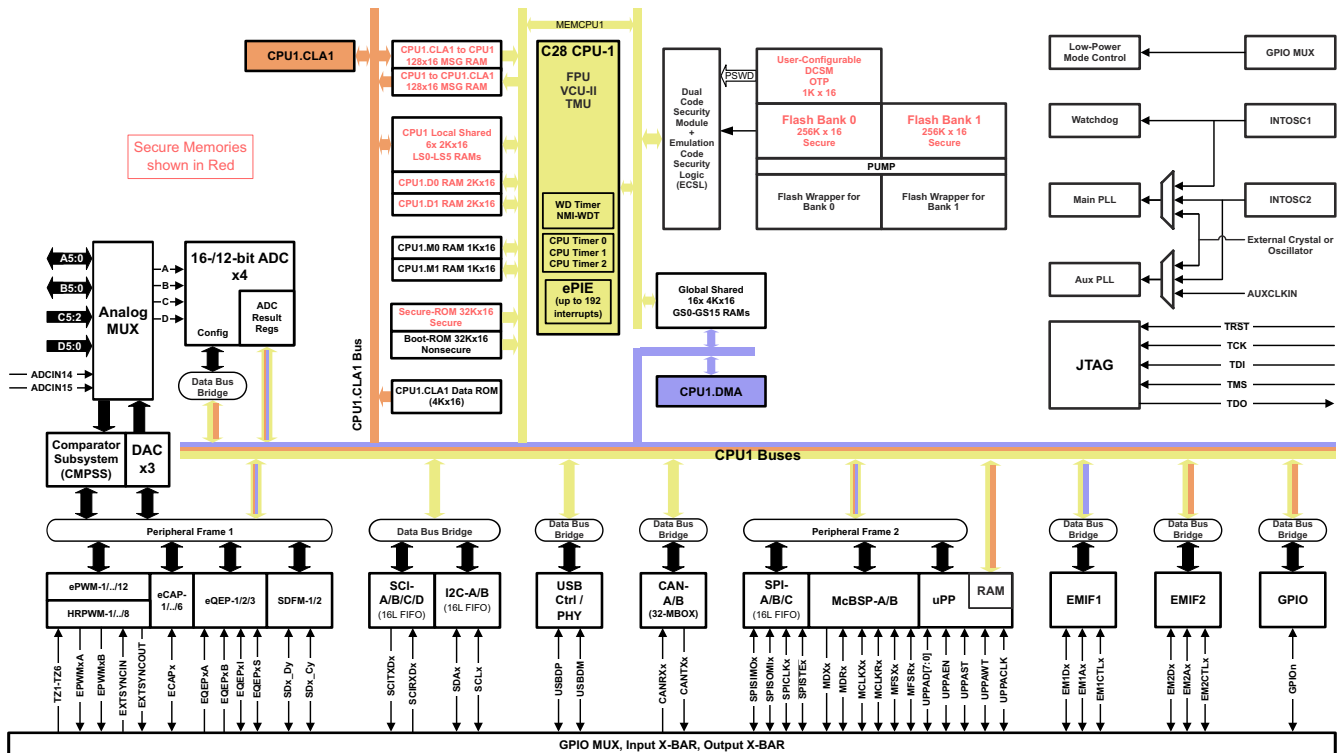 MEMCPU1
CPU1.CLA1
CPU1.CLA1 to CPU1
128x16 MSG RAM
CPU1 to CPU1.CLA1
128x16 MSG RAM
CPU1 Local Shared
6x 2Kx16
LS0-LS5 RAMs
CPU1.D0 RAM 2Kx16
CPU1.D1 RAM 2Kx16
CPU1.M0 RAM 1Kx16
CPU1.M1 RAM 1Kx16
Secure-ROM 32Kx16
Secure
Boot-ROM 32Kx16
Nonsecure
CPU1.CLA1 Data ROM
(4Kx16)
CPU1.CLA1 Bus
C28 CPU-1
FPU
VCU-II
TMU
WD Timer
NMI-WDT
CPU Timer 0
CPU Timer 1
CPU Timer 2
ePIE
(up to 192
interrupts)
Dual
Code
Security
Module
+
Emulation
Code
Security
Logic
(ECSL)
PSWD
User-Configurable
DCSM
OTP
1K x 16
Flash Bank 0
256K x 16
Secure
Flash Bank 1
256K x 16
Secure
PUMP
Flash Wrapper for
Bank 0
Flash Wrapper for
Bank 1
Global Shared
16x 4Kx16
GS0-GS15 RAMs
CPU1.DMA
Low-Power
Mode Control
GPIO MUX
Watchdog
INTOSC1
Main PLL
INTOSC2
External Crystal or
Oscillator
Aux PLL
AUXCLKIN
JTAG
TRST
TCK
TDI
TMS
TDO
Secure Memories
shown in Red
A5:0
B5:0
C5:2
D5:0
ADCIN14
ADCIN15
Analog
MUX
A
B
C
D
16-/12-bit ADC
x4
Config
ADC
Result
Regs
Data Bus
Bridge
Comparator
Subsystem
(CMPSS)
DAC
x3
CPU1 Buses
Peripheral Frame 1
Data Bus Bridge
Data Bus
Bridge
Data Bus
Bridge
Peripheral Frame 2
Data Bus
Bridge
Data Bus
Bridge
Data Bus
Bridge
ePWM-1/../12
HRPWM-1/../8
eCAP-
1/../6
eQEP-1/2/3
SDFM-1/2
SCI-
A/B/C/D
(16L FIFO)
I2C-A/B
(16L FIFO)
USB
Ctrl /
PHY
CAN-
A/B
(32-MBOX)
SPI-
A/B/C
(16L FIFO)
McBSP-A/B
uPP
RAM
EMIF1
EMIF2
GPIO
TZ1-TZ6
EPWMxA
EPWMxB
EXTSYNCIN
EXTSYNCOUT
ECAPx
EQEPxA
EQEPxB
EQEPxI
EQEPxS
SDx_Dy
SDx_Cy
SCITXDx
SCIRXDx
SDAx
SCLx
USBDP
USBDM
CANRXx
CANTXx
SPISIMOx
SPISOMIx
SPICLKx
SPISTEx
MDXx
MDRx
MCLKXx
MCLKRx
MFSXx
MFSRx
UPPAD[7:0]
UPPAEN
UPPAST
UPPAWT
UPPACLK
EM1Dx
EM1Ax
EM1CTLx
EM2Dx
EM2Ax
EM2CTLx
GPIOn
GPIO MUX, Input X-BAR, Output X-BAR